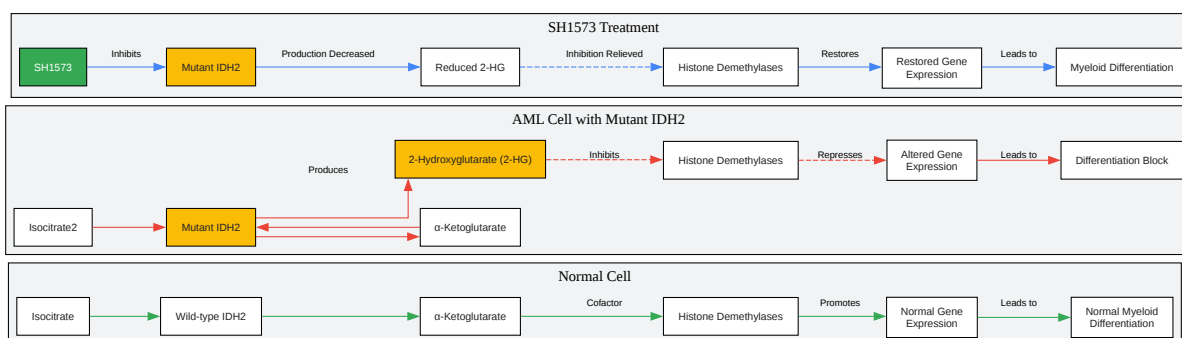 SH1573 Treatment
SH1573
Inhibits
Mutant IDH2
Production Decreased
Reduced 2-HG
Inhibition Relieved
Histone Demethylases
Restores
Restored Gene
Expression
Leads to
Myeloid Differentiation
AML Cell with Mutant IDH2
Produces
2-Hydroxyglutarate (2-HG)
Inhibits
Histone Demethylases
Represses
Altered Gene
Expression
Leads to
Differentiation Block
Isocitrate2
Mutant IDH2
α-Ketoglutarate
Normal Cell
Isocitrate
Wild-type IDH2
α-Ketoglutarate
Cofactor
Histone Demethylases
Promotes
Normal Gene
Expression
Leads to
Normal Myeloid
Differentiation